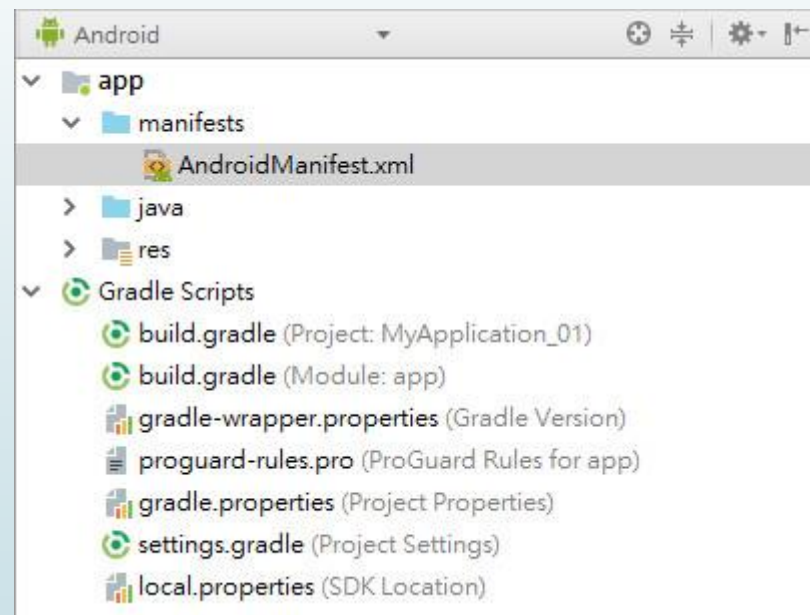 Android
app
manifests
AndroidManifest.xml
java
res
Gradle Scripts
build.gradle (Project: MyApplication_01)
build.gradle (Module: app)
gradle-wrapper.properties (Gradle Version)
proguard-rules.pro (ProGuard Rules for app)
gradle.properties (Project Properties)
settings.gradle (Project Settings)
local.properties (SDK Location)